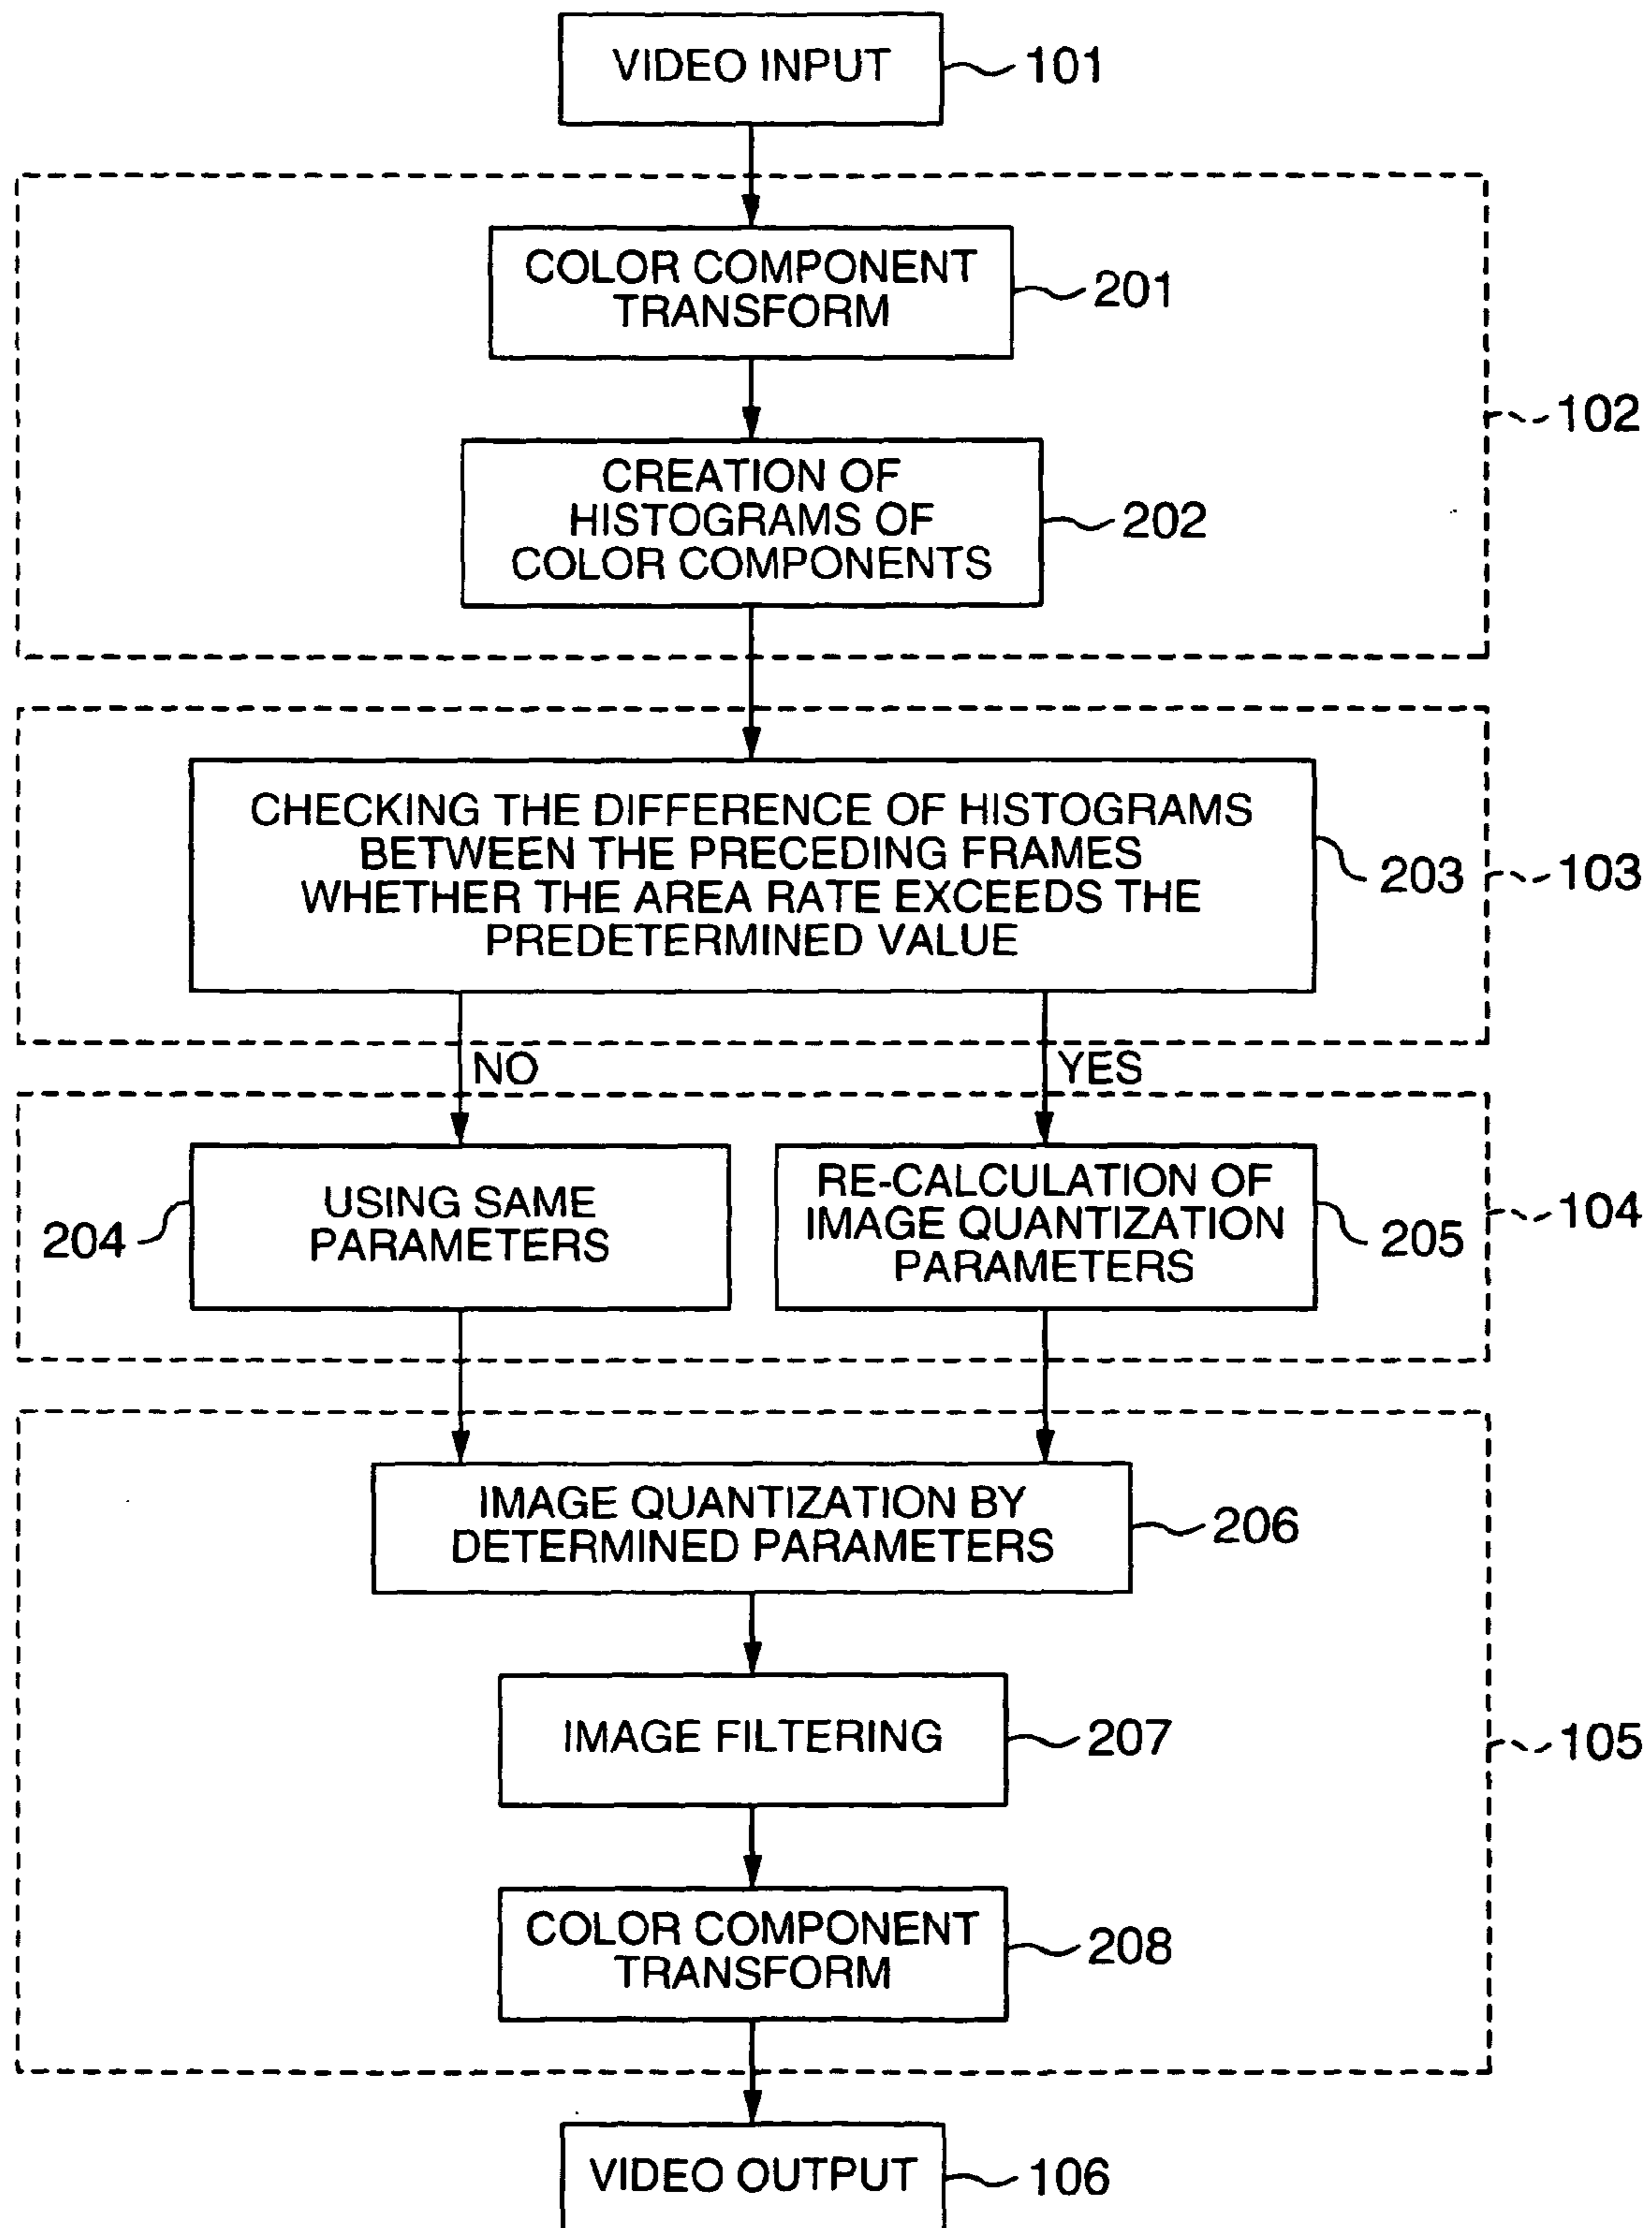 VIDEO INPUT
101
COLOR COMPONENT
TRANSFORM
201
102
CREATION OF
HISTOGRAMS OF
COLOR COMPONENTS
202
CHECKING THE DIFFERENCE OF HISTOGRAMS
BETWEEN THE PRECEDING FRAMES
WHETHER THE AREA RATE EXCEEDS THE
PREDETERMINED VALUE
203
103
NO
YES
204
USING SAME
PARAMETERS
RE-CALCULATION OF
IMAGE QUANTIZATION
PARAMETERS
205
104
IMAGE QUANTIZATION BY
DETERMINED PARAMETERS
206
IMAGE FILTERING
207
105
COLOR COMPONENT
TRANSFORM
208
VIDEO OUTPUT
106